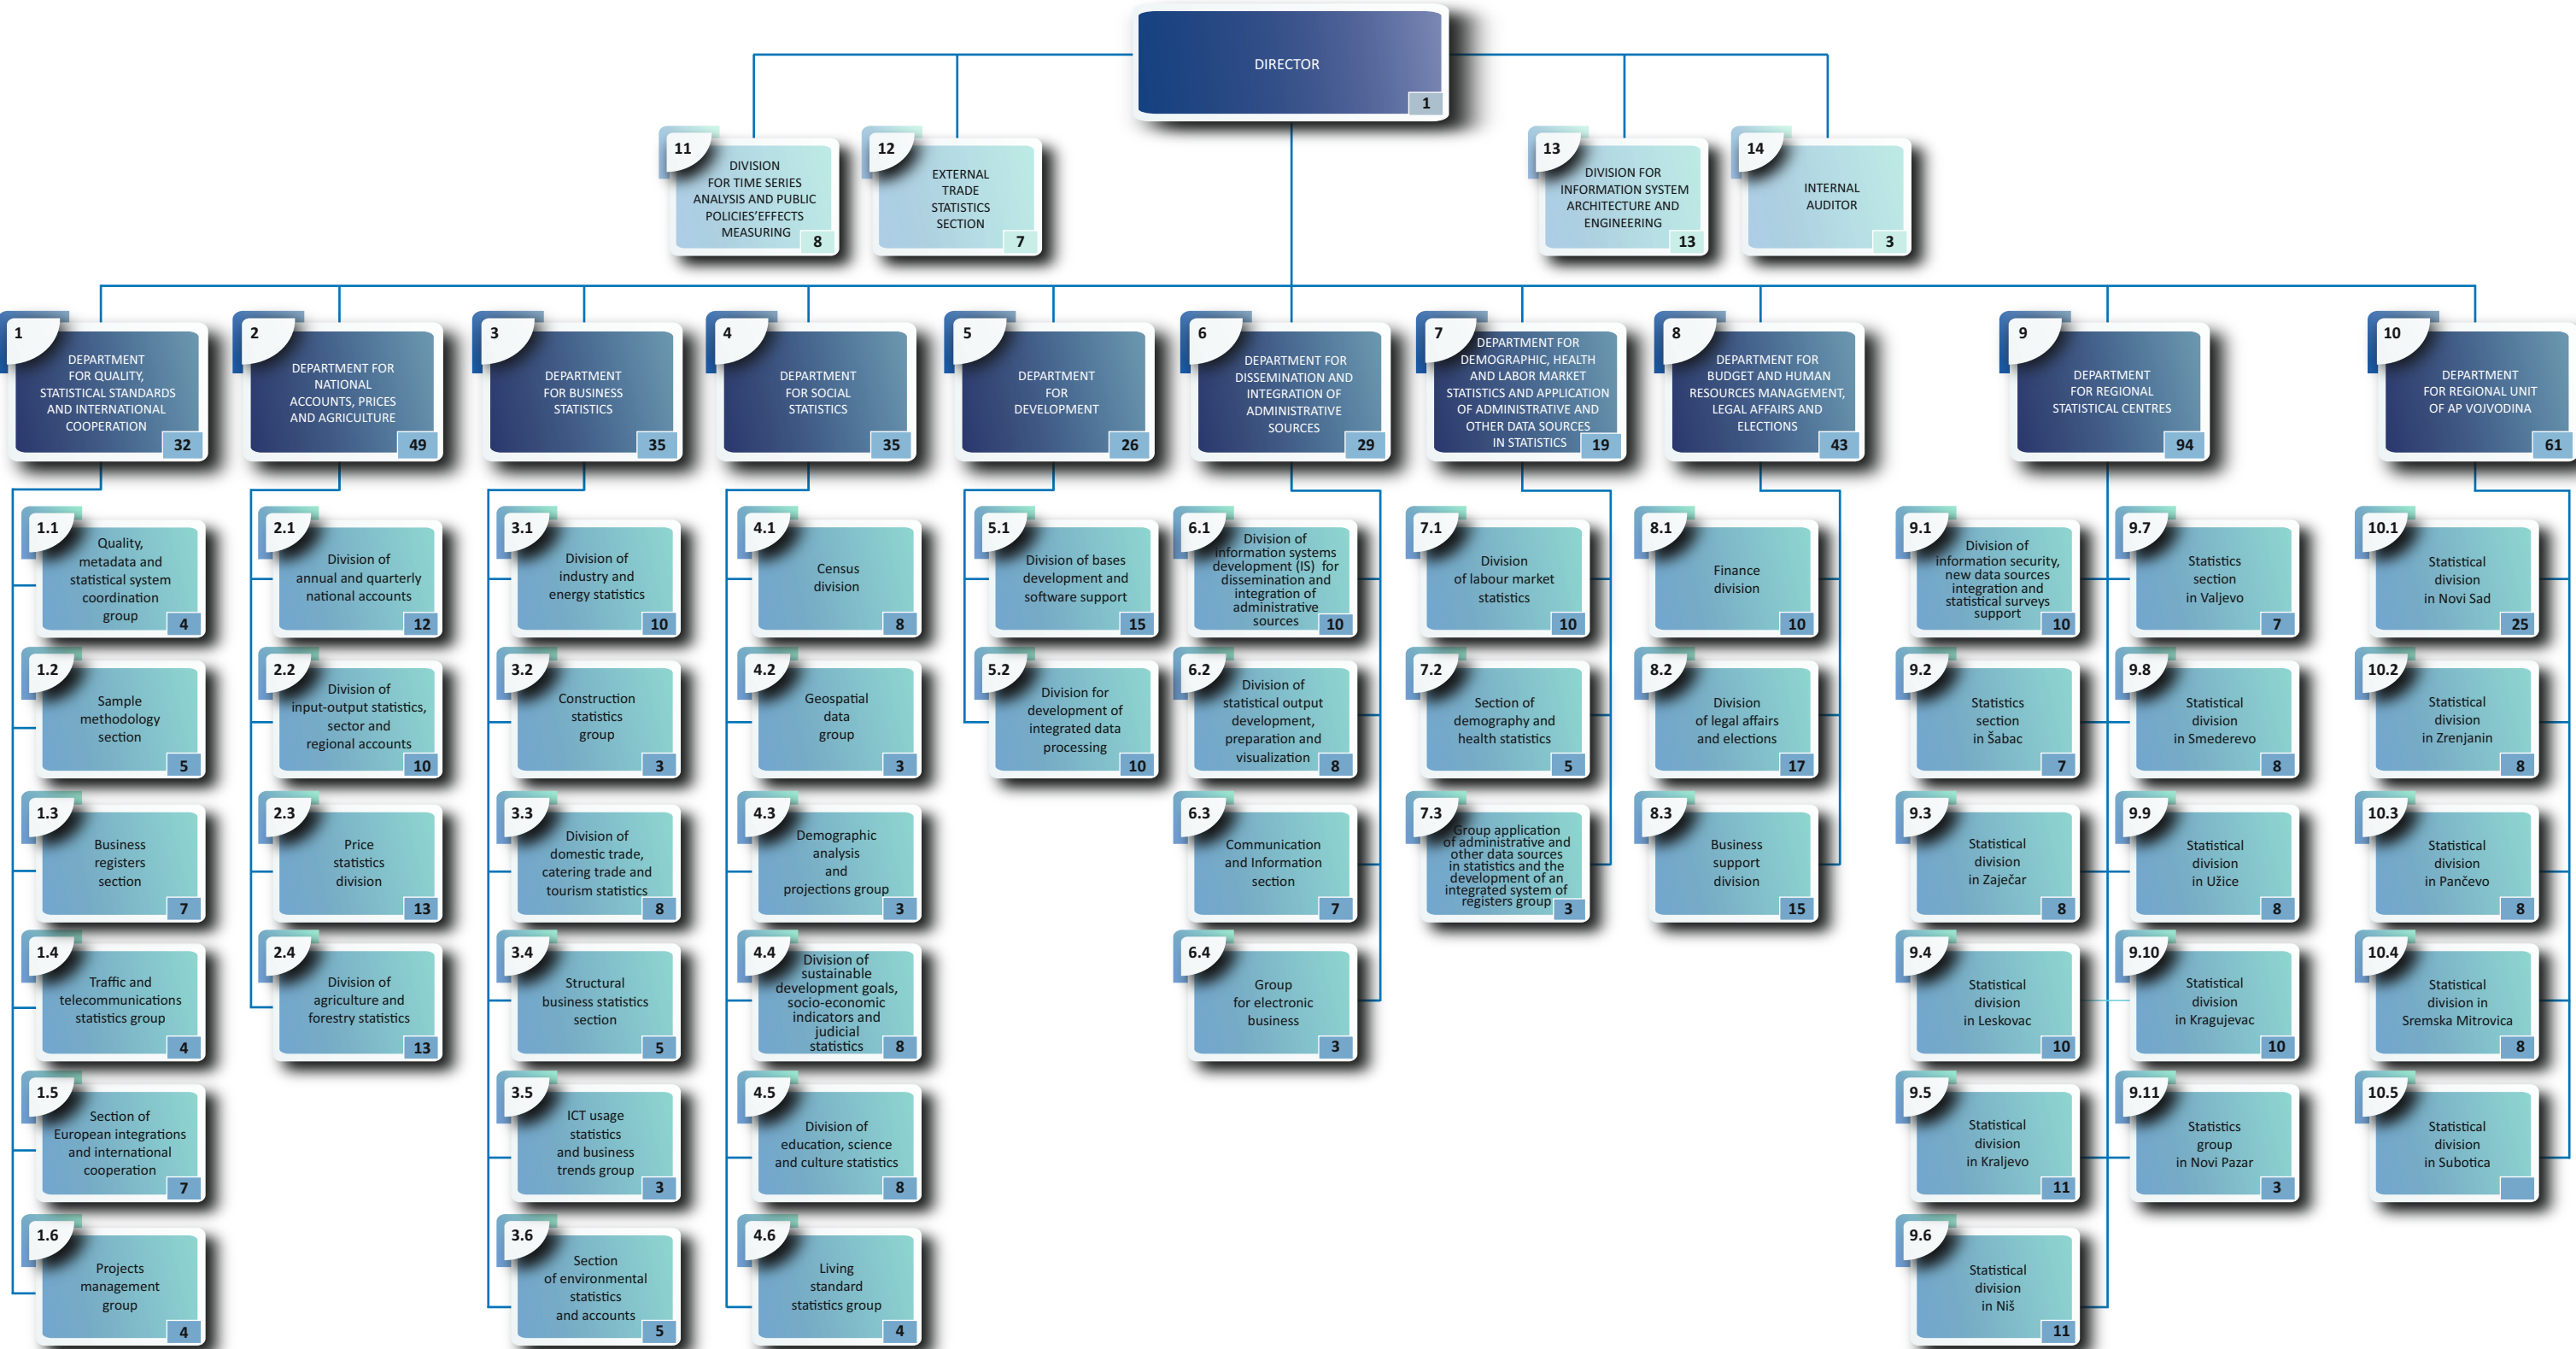 DIRECTOR
1
11
DIVISION
FOR TIME SERIES
ANALYSIS AND PUBLIC
POLICIES'EFFECTS
MEASURING
8
12
EXTERNAL
TRADE
STATISTICS
SECTION
7
13
DIVISION FOR
INFORMATION SYSTEM
ARCHITECTURE AND
ENGINEERING
13
14
INTERNAL
AUDITOR
3
1
DEPARTMENT
FOR QUALITY,
STATISTICAL STANDARDS
AND INTERNATIONAL
COOPERATION
32
2
DEPARTMENT FOR
NATIONAL
ACCOUNTS, PRICES
AND AGRICULTURE
49
3
DEPARTMENT
FOR BUSINESS
STATISTICS
35
4
DEPARTMENT
FOR SOCIAL
STATISTICS
35
5
DEPARTMENT
FOR
DEVELOPMENT
26
6
DEPARTMENT FOR
DISSEMINATION AND
INTEGRATION OF
ADMINISTRATIVE
SOURCES
29
7
DEPARTMENT FOR
DEMOGRAPHIC, HEALTH
AND LABOR MARKET
STATISTICS AND APPLICATION
OF ADMINISTRATIVE AND
OTHER DATA SOURCES
IN STATISTICS
19
8
DEPARTMENT FOR
BUDGET AND HUMAN
RESOURCES MANAGEMENT,
LEGAL AFFAIRS AND
ELECTIONS
43
9
DEPARTMENT
FOR REGIONAL
STATISTICAL CENTRES
94
10
DEPARTMENT
FOR REGIONAL UNIT
OF AP VOJVODINA
61
1.1
Quality,
metadata and
statistical system
coordination
group
4
1.2
Sample
methodology
section
5
1.3
Business
registers
section
7
1.4
Traffic and
telecommunications
statistics group
4
1.5
Section of
European integrations
and international
cooperation
7
1.6
Projects
management
group
4
2.1
Division of
annual and quarterly
national accounts
12
2.2
Division of
input-output statistics,
sector and
regional accounts
10
2.3
Price
statistics
division
13
2.4
Division of
agriculture and
forestry statistics
13
3.1
Division of
industry and
energy statistics
10
3.2
Construction
statistics
group
3
3.3
Division of
domestic trade,
catering trade and
tourism statistics
8
3.4
Structural
business statistics
section
5
3.5
ICT usage
statistics
and business
trends group
3
3.6
Section
of environmental
statistics
and accounts
5
4.1
Census
division
8
4.2
Geospatial
data
group
3
4.3
Demographic
analysis
and
projections group
3
4.4
Division of
sustainable
development goals,
socio-economic
indicators and
judicial
statistics
8
4.5
Division of
education, science
and culture statistics
8
4.6
Living
standard
statistics group
4
5.1
Division of bases
development and
software support
15
5.2
Division for
development of
integrated data
processing
10
6.1
Division of
information systems
development (IS) for
dissemination and
integration of
administrative
sources
10
6.2
Division of
statistical output
development,
preparation and
visualization
8
6.3
Communication
and Information
section
7
6.4
Group
for electronic
business
3
7.1
Division
of labour market
statistics
10
7.2
Section of
demography and
health statistics
5
7.3
Group application
of administrative and
other data sources
in statistics and the
development of an
integrated system of
registers group
3
8.1
Finance
division
10
8.2
Division
of legal affairs
and elections
17
8.3
Business
support
division
15
9.1
Division of
information security,
new data sources
integration and
statistical surveys
support
10
9.2
Statistics
section
in Šabac
7
9.3
Statistical
division
in Zaječar
8
9.4
Statistical
division
in Leskovac
10
9.5
Statistical
division
in Kraljevo
11
9.6
Statistical
division
in Niš
11
9.7
Statistics
section
in Valjevo
7
9.8
Statistical
division
in Smederevo
8
9.9
Statistical
division
in Užice
8
9.10
Statistical
division
in Kragujevac
10
9.11
Statistics
group
in Novi Pazar
3
10.1
Statistical
division
in Novi Sad
25
10.2
Statistical
division
in Zrenjanin
8
10.3
Statistical
division
in Pančevo
8
10.4
Statistical
division in
Sremska Mitrovica
8
10.5
Statistical
division
in Subotica